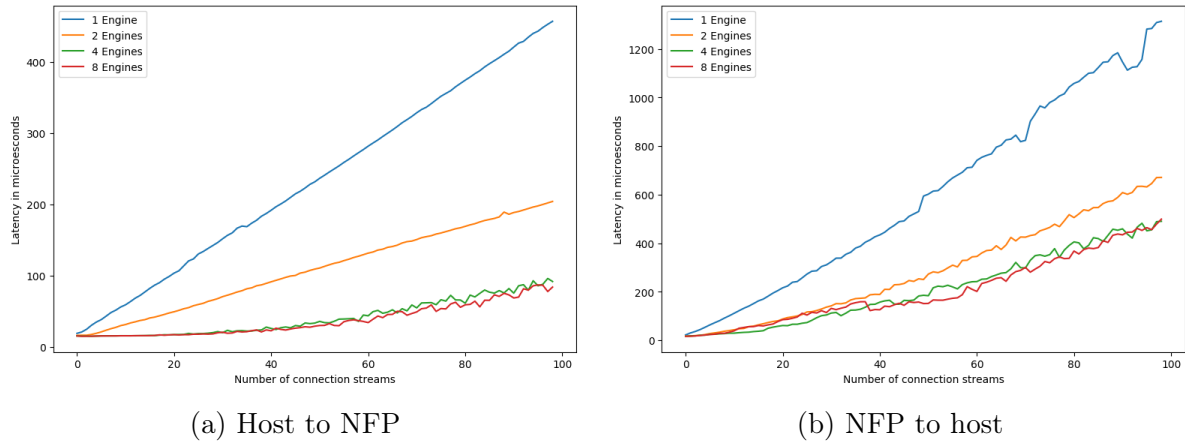 1 Engine
2 Engines
4 Engines
8 Engines
Latency in microesconds
400
300
200
100
0
0
20
40
60
80
100
Number of connection streams
(a) Host to NFP
1 Engine
2 Engines
4 Engines
8 Engines
Latency in microesconds
1200
1000
800
600
400
200
0
0
20
40
60
80
100
Number of connection streams
(b) NFP to host